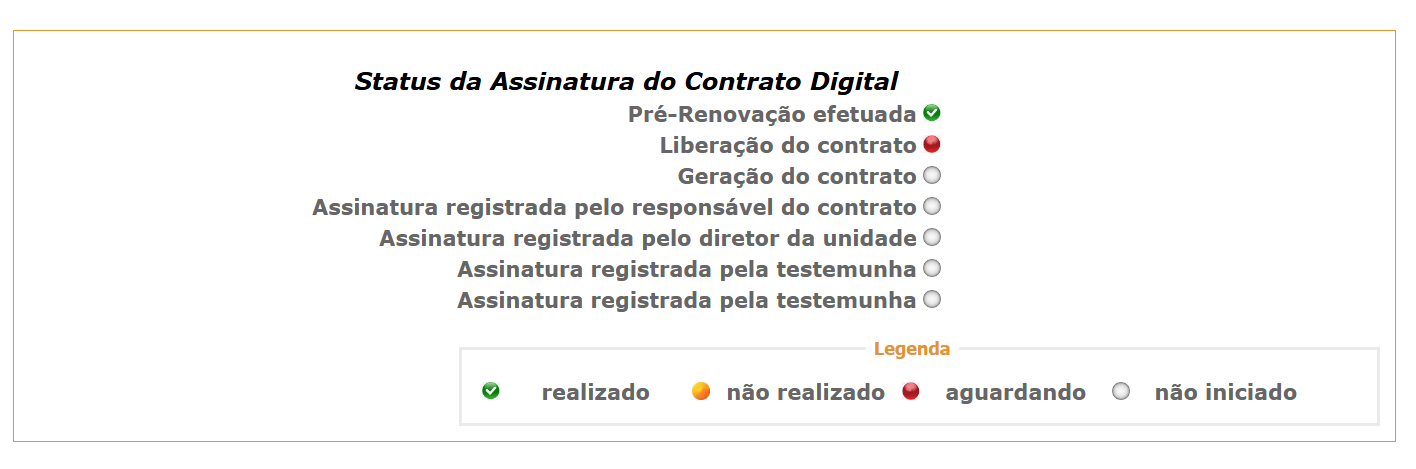 Status da Assinatura do Contrato Digital
Pré-Renovação efetuada
Liberação do contrato
Geração do contrato
Assinatura registrada pelo responsável do contrato
Assinatura registrada pelo diretor da unidade
Assinatura registrada pela testemunha
Assinatura registrada pela testemunha
Legenda
realizado não realizado aguardando não iniciado